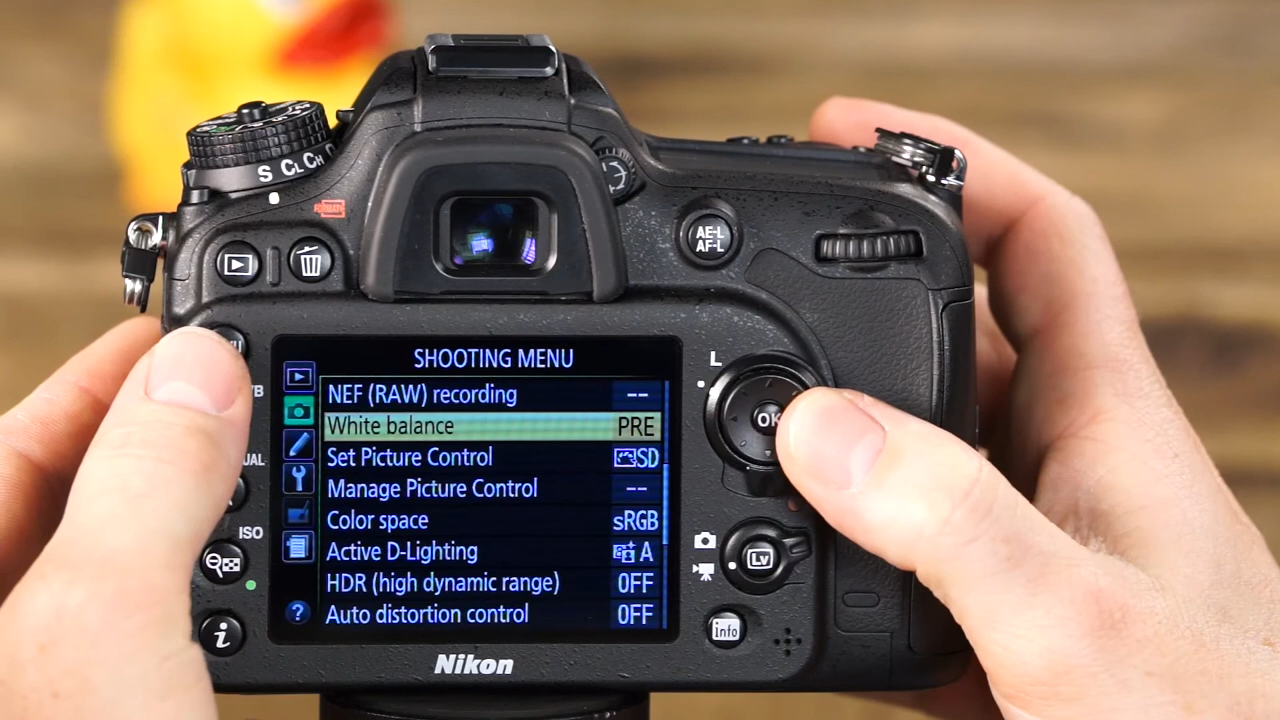 S CL CH
FORMAT
AE-L
AF-L
L
SHOOTING MENU
NEF (RAW) recording --
White balance PRE
Set Picture Control SD
Manage Picture Control --
Color space sRGB
Active D-Lighting A
HDR (high dynamic range) OFF
Auto distortion control OFF
?
OK
ISO
Lv
i
info
Nikon